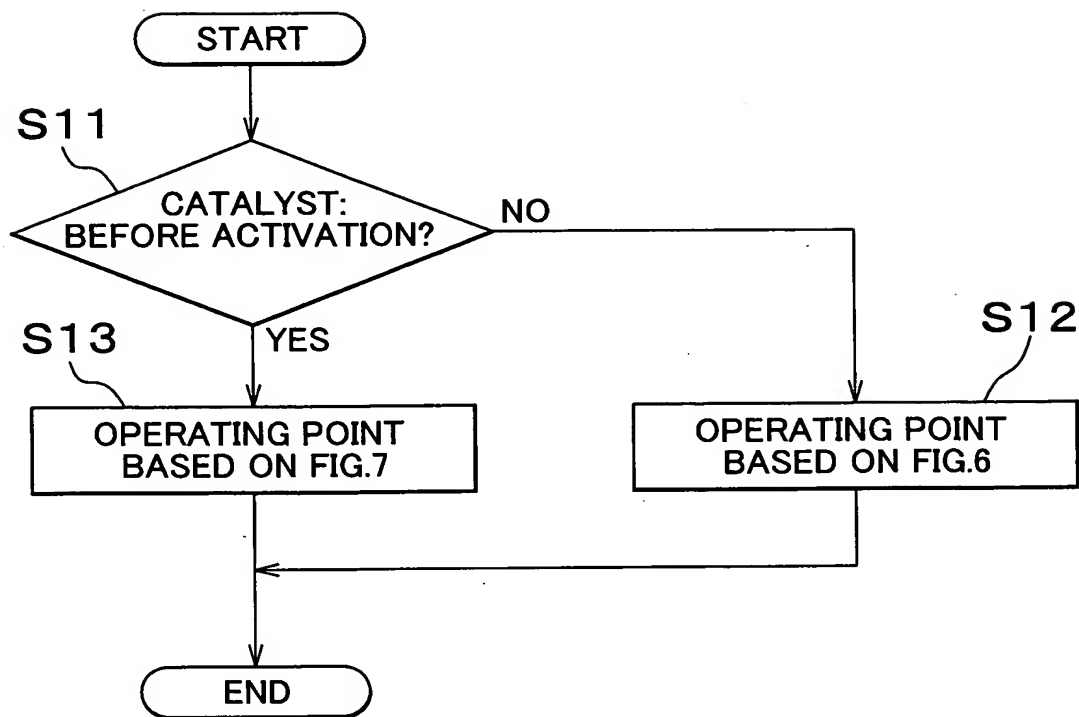 START
S11
CATALYST:
BEFORE ACTIVATION?
NO
YES
S13
S12
OPERATING POINT
BASED ON FIG.7
OPERATING POINT
BASED ON FIG.6
END